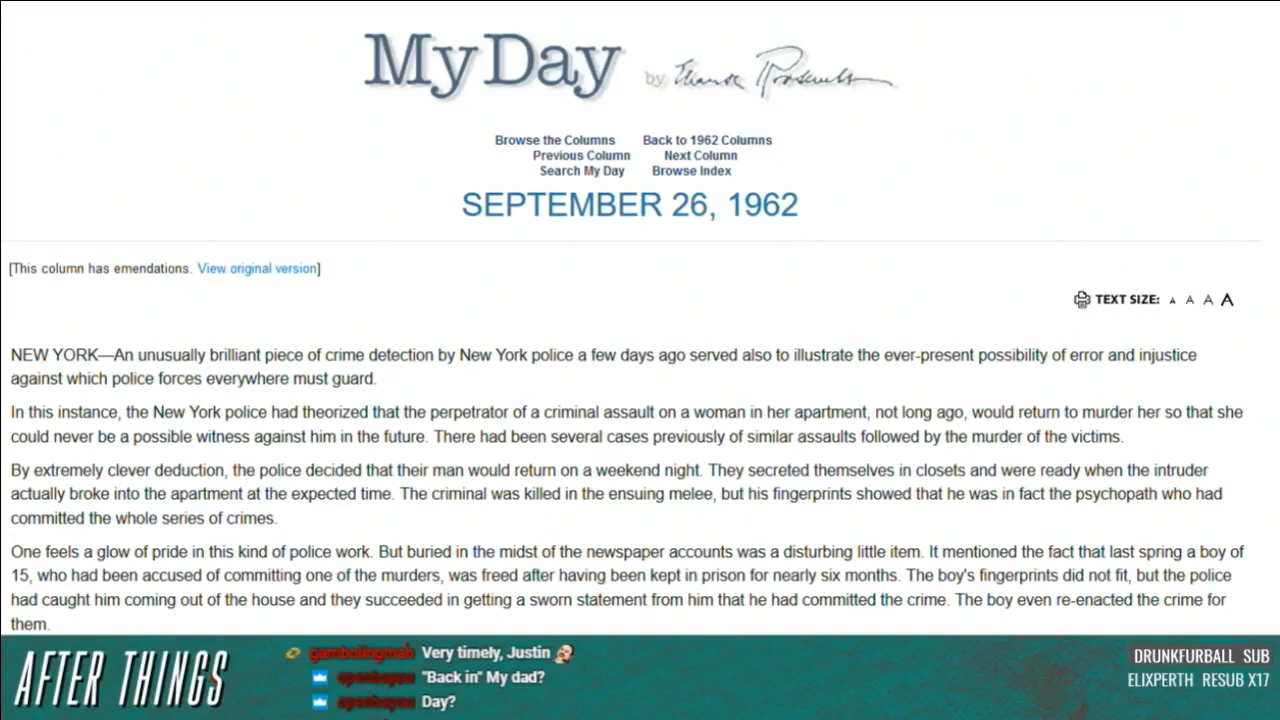 My Day by Eleanor Roosevelt
Browse the Columns Back to 1962 Columns
Previous Column Next Column
Search My Day Browse Index
SEPTEMBER 26, 1962
[This column has emendations. View original version]
TEXT SIZE: A A A A
NEW YORK—An unusually brilliant piece of crime detection by New York police a few days ago served also to illustrate the ever-present possibility of error and injustice
against which police forces everywhere must guard.
In this instance, the New York police had theorized that the perpetrator of a criminal assault on a woman in her apartment, not long ago, would return to murder her so that she
could never be a possible witness against him in the future. There had been several cases previously of similar assaults followed by the murder of the victims.
By extremely clever deduction, the police decided that their man would return on a weekend night. They secreted themselves in closets and were ready when the intruder
actually broke into the apartment at the expected time. The criminal was killed in the ensuing melee, but his fingerprints showed that he was in fact the psychopath who had
committed the whole series of crimes.
One feels a glow of pride in this kind of police work. But buried in the midst of the newspaper accounts was a disturbing little item. It mentioned the fact that last spring a boy of
15, who had been accused of committing one of the murders, was freed after having been kept in prison for nearly six months. The boy's fingerprints did not fit, but the police
had caught him coming out of the house and they succeeded in getting a sworn statement from him that he had committed the crime. The boy even re-enacted the crime for
them.
AFTER THINGS
Very timely, Justin
"Back in" My dad?
Day?
DRUNKFURBALL SUB
ELIXPERTH RESUB X17